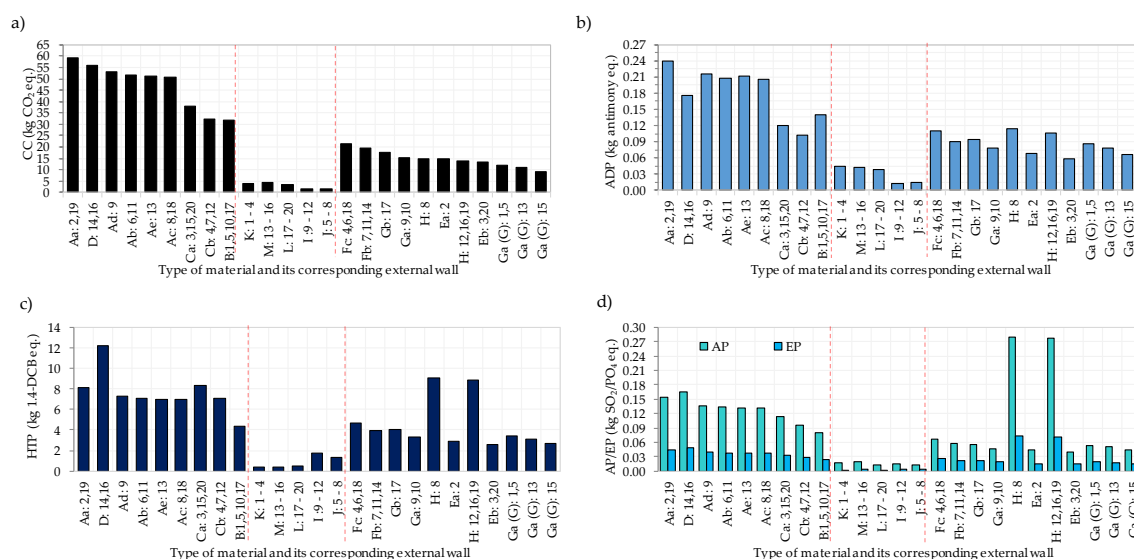 a)
CC (kg CO2 eq.)
65
60
55
50
45
40
35
30
25
20
15
10
5
0
Aa: 2,19
D: 14,16
Ad: 9
Ab: 6,11
Ae: 13
Ac: 8,18
Ca: 3,15,20
Cb: 4,7,12
B:1,5,10,17
K: 1 - 4
M: 13 - 16
L: 17 - 20
I :9 - 12
J: 5 - 8
Fc: 4,6,18
Fb: 7,11,14
Gb: 17
Ga: 9,10
H: 8
Ea: 2
H: 12,16,19
Eb: 3,20
Ga (G): 1,5
Ga (G): 13
Ga (G): 15
Type of material and its corresponding external wall
b)
ADP (kg antimony eq.)
0.27
0.24
0.21
0.18
0.15
0.12
0.09
0.06
0.03
0.00
Aa: 2,19
D: 14,16
Ad: 9
Ab: 6,11
Ae: 13
Ac: 8,18
Ca: 3,15,20
Cb: 4,7,12
B:1,5,10,17
K: 1 - 4
M: 13 - 16
L: 17 - 20
I :9 - 12
J: 5 - 8
Fc: 4,6,18
Fb: 7,11,14
Gb: 17
Ga: 9,10
H: 8
Ea: 2
H: 12,16,19
Eb: 3,20
Ga (G): 1,5
Ga (G): 13
Ga (G): 15
Type of material and its corresponding external wall
c)
HTP (kg 1.4-DCB eq.)
14
12
10
8
6
4
2
0
Aa: 2,19
D: 14,16
Ad: 9
Ab: 6,11
Ae: 13
Ac: 8,18
Ca: 3,15,20
Cb: 4,7,12
B:1,5,10,17
K: 1 - 4
M: 13 - 16
L: 17 - 20
I :9 - 12
J: 5 - 8
Fc: 4,6,18
Fb: 7,11,14
Gb: 17
Ga: 9,10
H: 8
Ea: 2
H: 12,16,19
Eb: 3,20
Ga (G): 1,5
Ga (G): 13
Ga (G): 15
Type of material and its corresponding external wall
d)
AP/EP (kg SO2/PO4 eq.)
0.30
0.27
0.24
0.21
0.18
0.15
0.12
0.09
0.06
0.03
0.00
AP
EP
Aa: 2,19
D: 14,16
Ad: 9
Ab: 6,11
Ae: 13
Ac: 8,18
Ca: 3,15,20
Cb: 4,7,12
B:1,5,10,17
K: 1 - 4
M: 13 - 16
L: 17 - 20
I :9 - 12
J: 5 - 8
Fc: 4,6,18
Fb: 7,11,14
Gb: 17
Ga: 9,10
H: 8
Ea: 2
H: 12,16,19
Eb: 3,20
Ga (G): 1,5
Ga (G): 13
Ga (G): 15
Type of material and its corresponding external wall